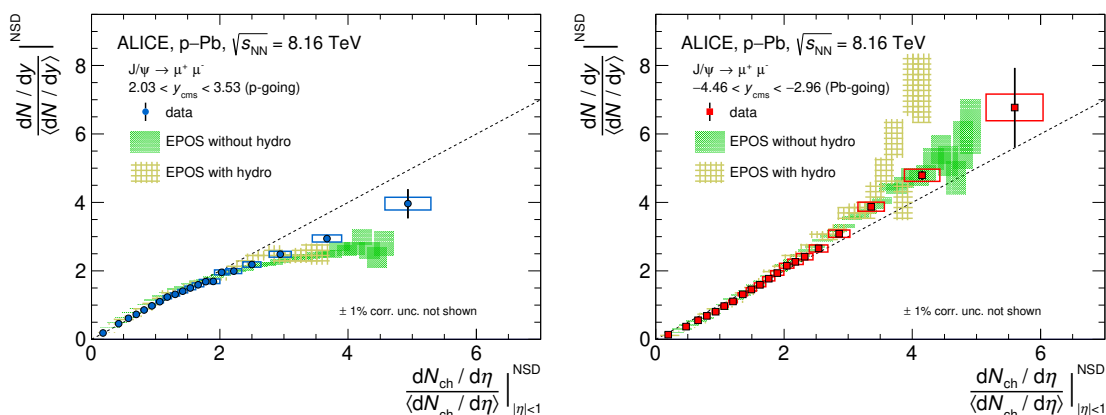 ALICE, p−Pb, √sNN = 8.16 TeV
J/ψ → μ+ μ-
2.03 < ycms < 3.53 (p-going)
data
EPOS without hydro
EPOS with hydro
± 1% corr. unc. not shown
dN / dy
⟨dN / dy⟩
NSD
8
6
4
2
0
0 2 4 6
dNch / dη
⟨dNch / dη⟩
NSD
|η|<1
ALICE, p−Pb, √sNN = 8.16 TeV
J/ψ → μ+ μ-
−4.46 < ycms < −2.96 (Pb-going)
data
EPOS without hydro
EPOS with hydro
± 1% corr. unc. not shown
dN / dy
⟨dN / dy⟩
NSD
8
6
4
2
0
0 2 4 6
dNch / dη
⟨dNch / dη⟩
NSD
|η|<1